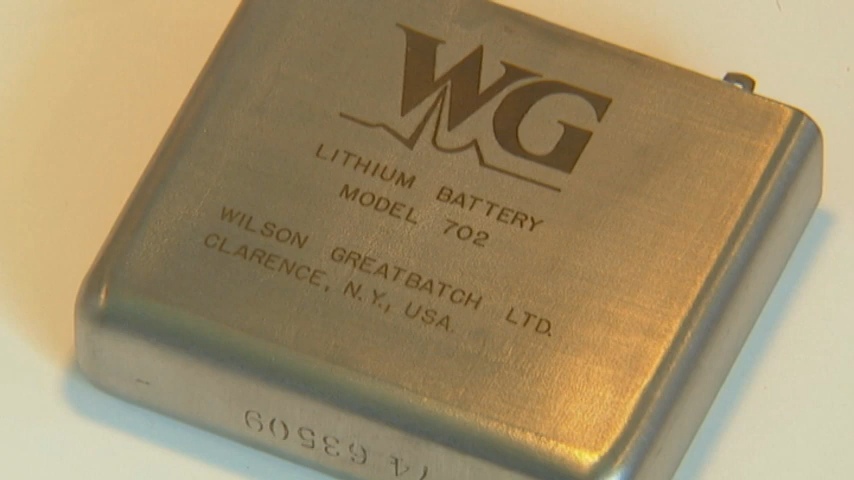 WG
LITHIUM BATTERY
MODEL 702
WILSON GREATBATCH LTD.
CLARENCE, N.Y., USA
74 63509